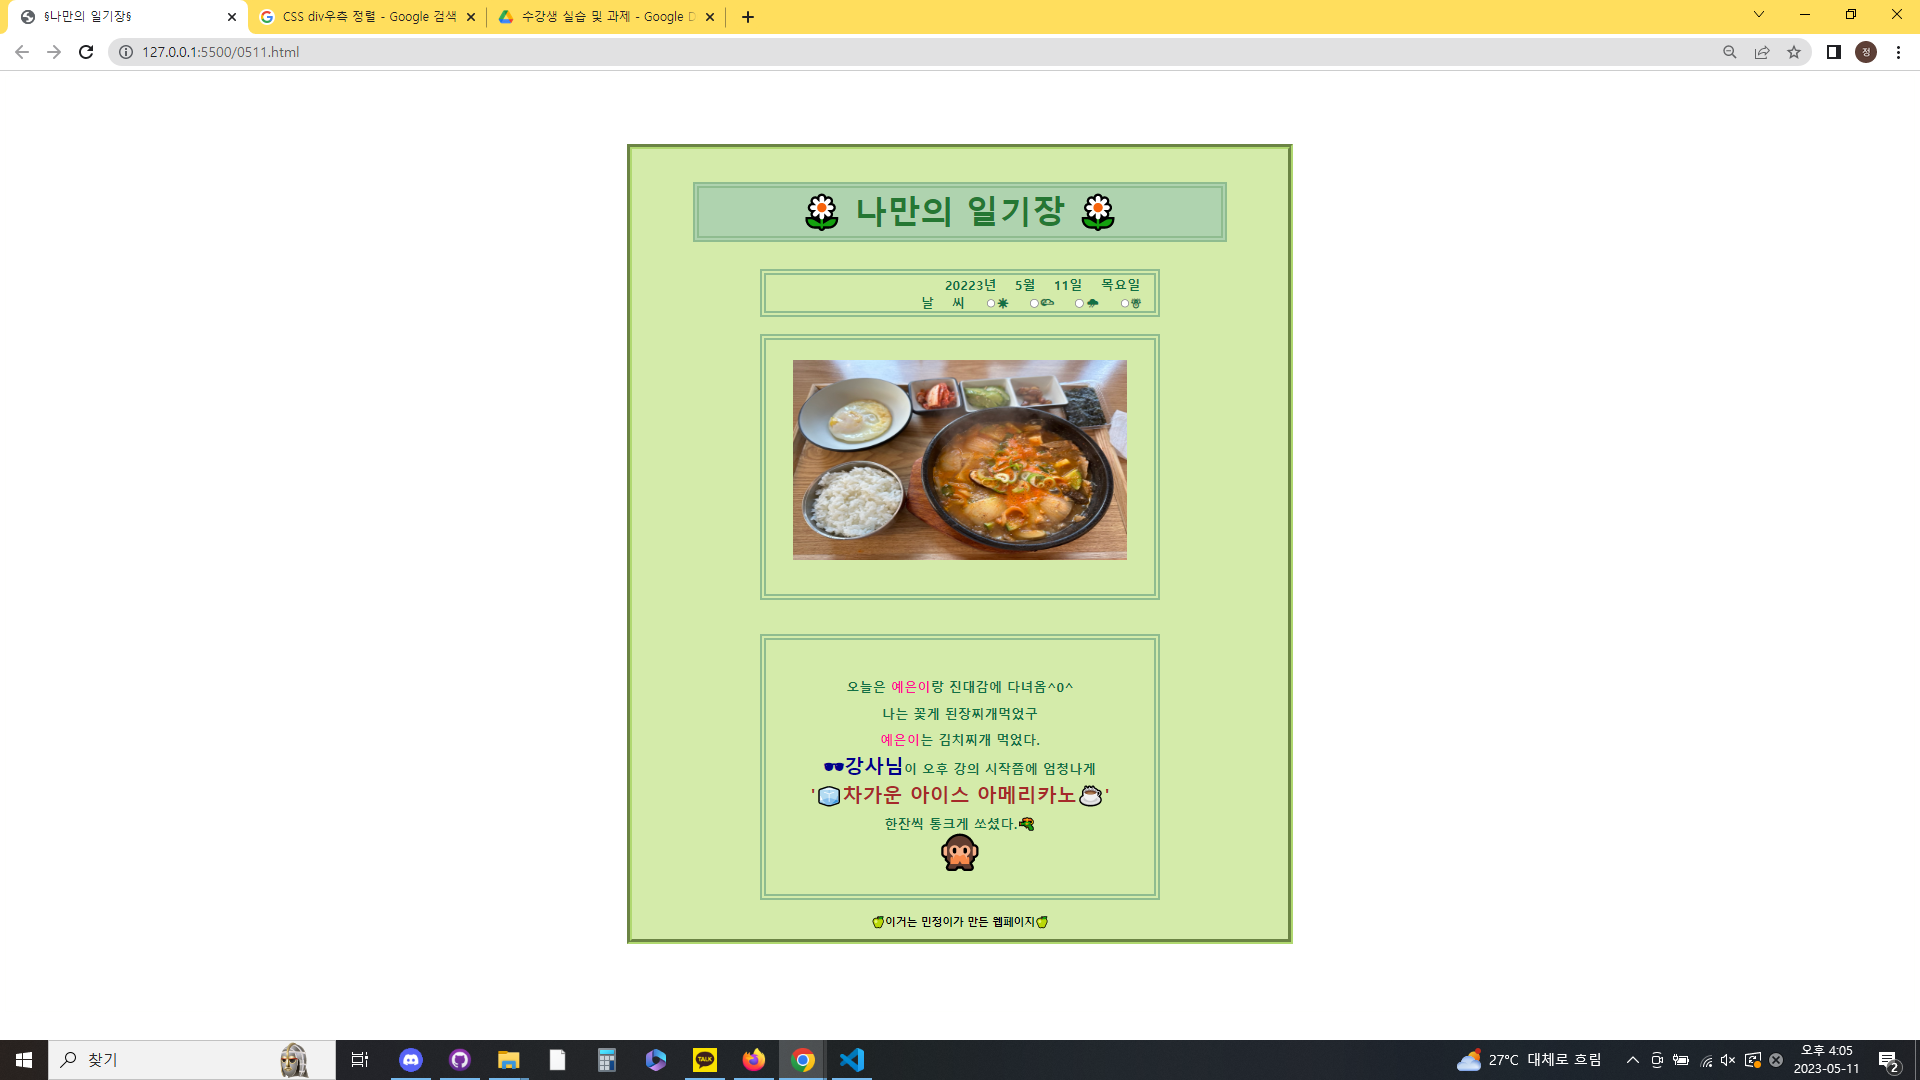 §나만의 일기장§
CSS div우측 정렬 - Google 검색
수강생 실습 및 과제 - Google D
127.0.0.1:5500/0511.html
정
나만의 일기장
20223년 5월 11일 목요일
날 씨
오늘은 예은이랑 진대감에 다녀옴^0^
나는 꽃게 된장찌개먹었구
예은이는 김치찌개 먹었다.
🕶️강사님이 오후 강의 시작쯤에 엄청나게
'🧊차가운 아이스 아메리카노☕'
한잔씩 통크게 쏘셨다.🔫
🍏이거는 민정이가 만든 웹페이지🍏
찾기
TALK
27°C 대체로 흐림
오후 4:05
2023-05-11
2